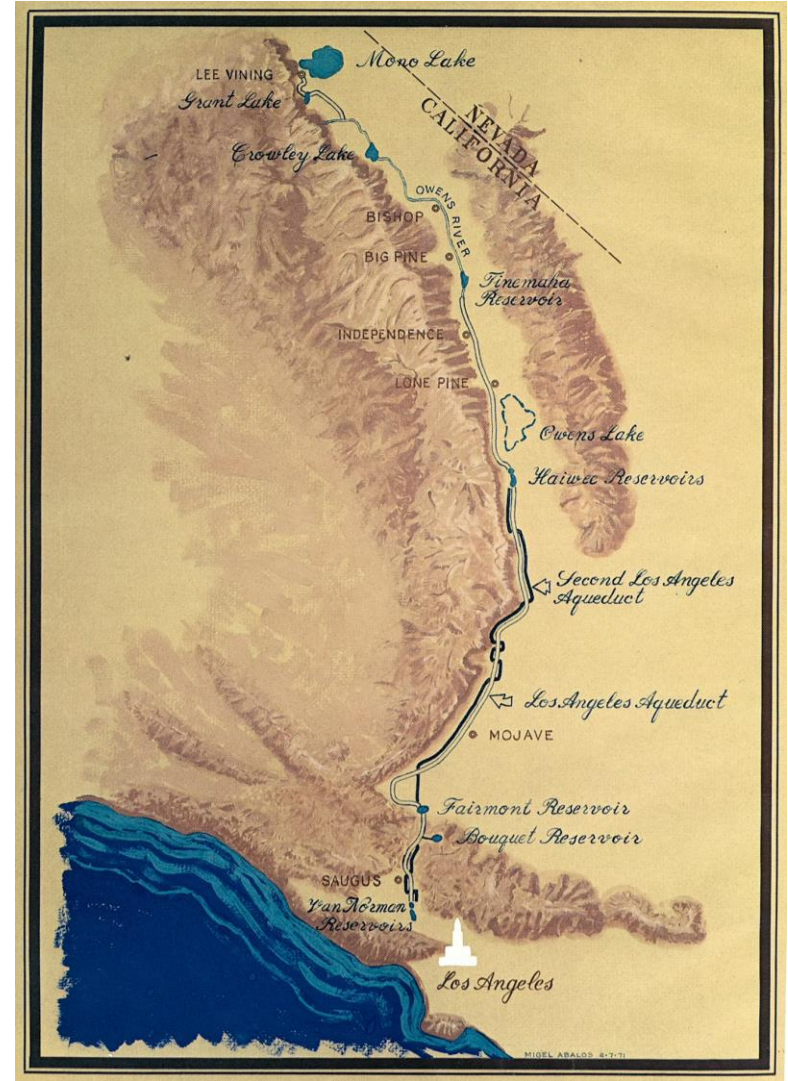 Mono Lake
LEE VINING
Grant Lake
NEVADA
CALIFORNIA
Crowley Lake
OWENS RIVER
BISHOP
BIG PINE
Tinemaha
Reservoir
INDEPENDENCE
LONE PINE
Owens Lake
Haiwee Reservoirs
Second Los Angeles
Aqueduct
Los Angeles Aqueduct
MOJAVE
Fairmont Reservoir
Bouquet Reservoir
SAUGUS
Van Norman
Reservoirs
Los Angeles
MIGEL ABALOS 4-7-71